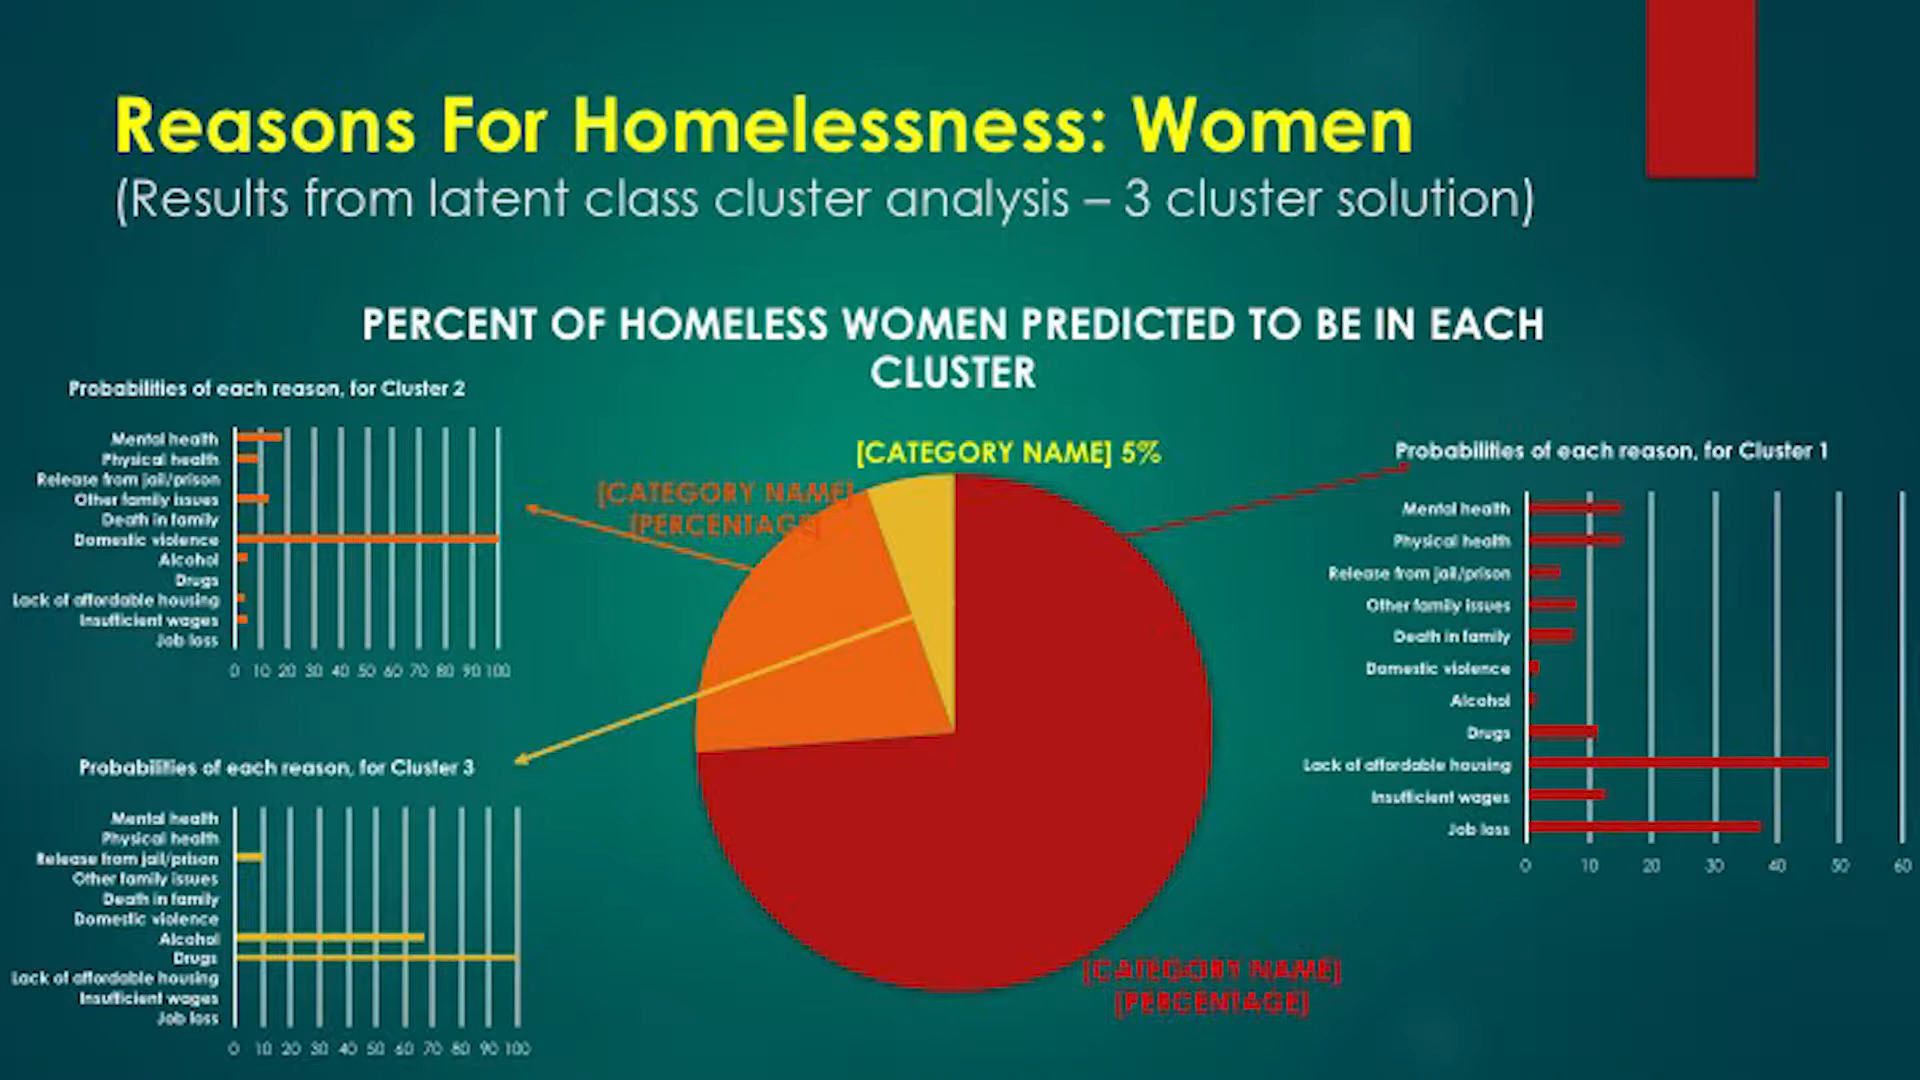 Reasons For Homelessness: Women
(Results from latent class cluster analysis – 3 cluster solution)
PERCENT OF HOMELESS WOMEN PREDICTED TO BE IN EACH
CLUSTER
Probabilities of each reason, for Cluster 2
Mental health
Physical health
Release from jail/prison
Other family issues
Death in family
Domestic violence
Alcohol
Drugs
Lack of affordable housing
Insufficient wages
Job loss
0 10 20 30 40 50 60 70 80 90 100
[CATEGORY NAME] 5%
[CATEGORY NAME]
[PERCENTAGE]
Probabilities of each reason, for Cluster 1
Mental health
Physical health
Release from jail/prison
Other family issues
Death in family
Domestic violence
Alcohol
Drugs
Lack of affordable housing
Insufficient wages
Job loss
0 10 20 30 40 50 60
Probabilities of each reason, for Cluster 3
Mental health
Physical health
Release from jail/prison
Other family issues
Death in family
Domestic violence
Alcohol
Drugs
Lack of affordable housing
Insufficient wages
Job loss
0 10 20 30 40 50 60 70 80 90 100
[CATEGORY NAME]
[PERCENTAGE]